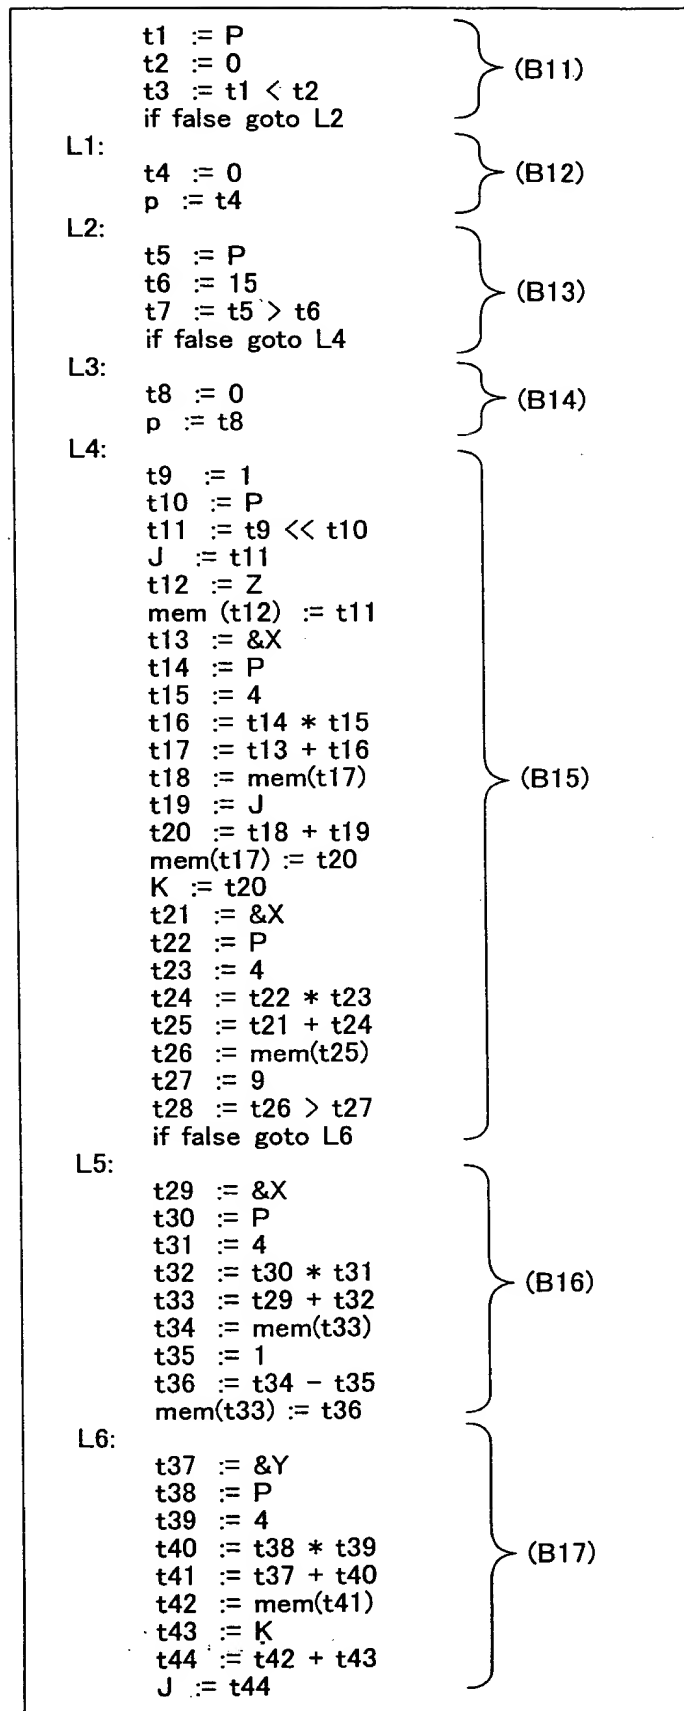 t1 := P
t2 := 0
t3 := t1 < t2
if false goto L2
(B11)
L1:
t4 := 0
p := t4
(B12)
L2:
t5 := P
t6 := 15
t7 := t5 > t6
if false goto L4
(B13)
L3:
t8 := 0
p := t8
(B14)
L4:
t9 := 1
t10 := P
t11 := t9 << t10
J := t11
t12 := Z
mem (t12) := t11
t13 := &X
t14 := P
t15 := 4
t16 := t14 * t15
t17 := t13 + t16
t18 := mem(t17)
t19 := J
t20 := t18 + t19
mem(t17) := t20
K := t20
t21 := &X
t22 := P
t23 := 4
t24 := t22 * t23
t25 := t21 + t24
t26 := mem(t25)
t27 := 9
t28 := t26 > t27
if false goto L6
(B15)
L5:
t29 := &X
t30 := P
t31 := 4
t32 := t30 * t31
t33 := t29 + t32
t34 := mem(t33)
t35 := 1
t36 := t34 - t35
mem(t33) := t36
(B16)
L6:
t37 := &Y
t38 := P
t39 := 4
t40 := t38 * t39
t41 := t37 + t40
t42 := mem(t41)
t43 := K
t44 := t42 + t43
J := t44
(B17)